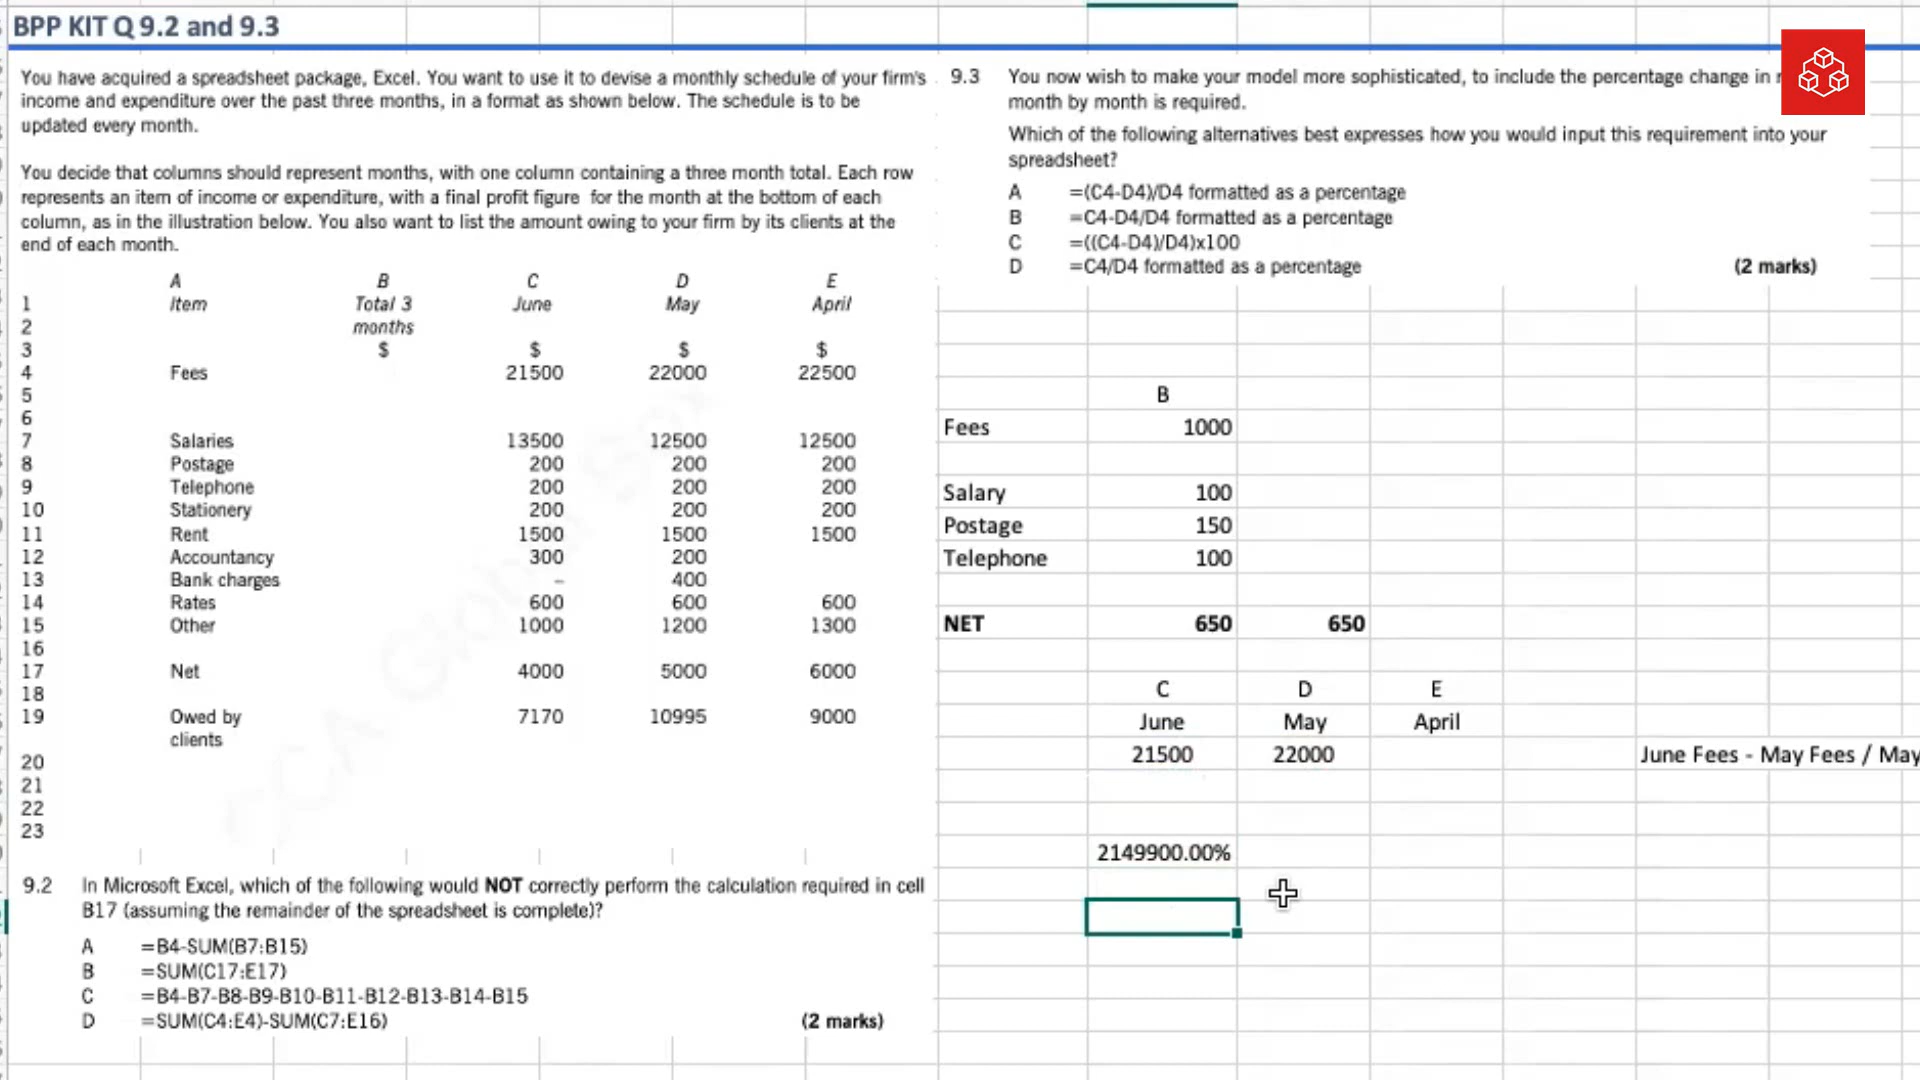 BPP KIT Q 9.2 and 9.3
You have acquired a spreadsheet package, Excel. You want to use it to devise a monthly schedule of your firm's
income and expenditure over the past three months, in a format as shown below. The schedule is to be
updated every month.
You decide that columns should represent months, with one column containing a three month total. Each row
represents an item of income or expenditure, with a final profit figure for the month at the bottom of each
column, as in the illustration below. You also want to list the amount owing to your firm by its clients at the
end of each month.
A B C D E
1 Item Total 3 June May April
2 months
3 $ $ $ $
4 Fees 21500 22000 22500
5
6
7 Salaries 13500 12500 12500
8 Postage 200 200 200
9 Telephone 200 200 200
10 Stationery 200 200 200
11 Rent 1500 1500 1500
12 Accountancy 300 200
13 Bank charges – 400
14 Rates 600 600 600
15 Other 1000 1200 1300
16
17 Net 4000 5000 6000
18
19 Owed by 7170 10995 9000
clients
20
21
22
23
9.2 In Microsoft Excel, which of the following would NOT correctly perform the calculation required in cell
B17 (assuming the remainder of the spreadsheet is complete)?
A =B4-SUM(B7:B15)
B =SUM(C17:E17)
C =B4-B7-B8-B9-B10-B11-B12-B13-B14-B15
D =SUM(C4:E4)-SUM(C7:E16) (2 marks)
9.3 You now wish to make your model more sophisticated, to include the percentage change in
month by month is required.
Which of the following alternatives best expresses how you would input this requirement into your
spreadsheet?
A =(C4-D4)/D4 formatted as a percentage
B =C4-D4/D4 formatted as a percentage
C =((C4-D4)/D4)x100
D =C4/D4 formatted as a percentage (2 marks)
B
Fees 1000
Salary 100
Postage 150
Telephone 100
NET 650 650
C D E
June May April
21500 22000 June Fees - May Fees / May
2149900.00%